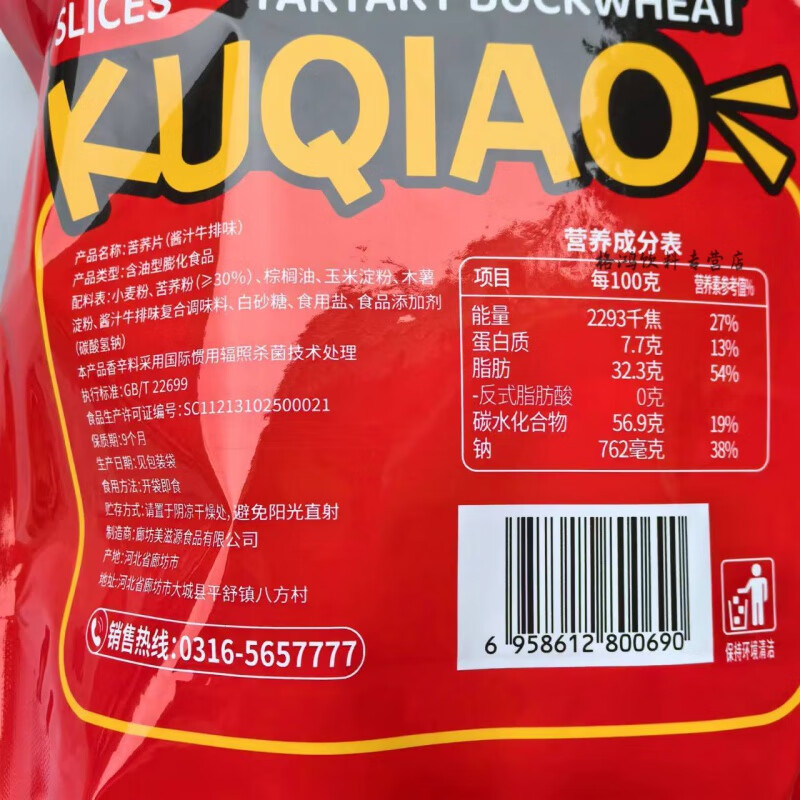 SLICES
TARTARY BUCKWHEAT
KUQIAO
产品名称:苦荞片(酱汁牛排味)
产品类型:含油型膨化食品
配料表:小麦粉、苦荞粉(≥30%)、棕榈油、玉米淀粉、木薯
淀粉、酱汁牛排味复合调味料、白砂糖、食用盐、食品添加剂
(碳酸氢钠)
本产品香辛料采用国际惯用辐照杀菌技术处理
执行标准:GB/T 22699
食品生产许可证编号:SC11213102500021
保质期:9个月
生产日期:见包装袋
食用方法:开袋即食
贮存方式:请置于阴凉干燥处,避免阳光直射
制造商:廊坊美滋源食品有限公司
产地:河北省廊坊市
地址:河北省廊坊市大城县平舒镇八方村
销售热线:0316-5657777
营养成分表
格鸿饮料专营店
项目 每100克 营养素参考值%
能量 2293千焦 27%
蛋白质 7.7克 13%
脂肪 32.3克 54%
-反式脂肪酸 0克
碳水化合物 56.9克 19%
钠 762毫克 38%
6 958612 800690
保持环境清洁